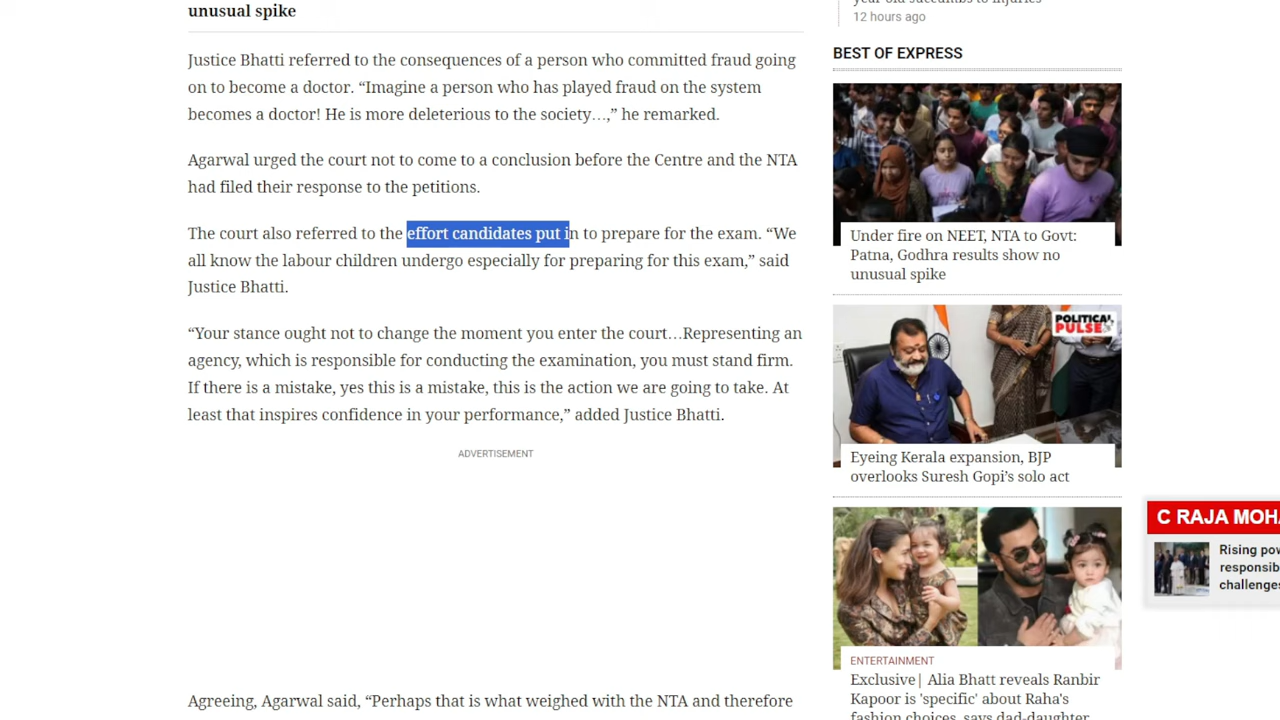 unusual spike
Justice Bhatti referred to the consequences of a person who committed fraud going
on to become a doctor. “Imagine a person who has played fraud on the system
becomes a doctor! He is more deleterious to the society…,” he remarked.
Agarwal urged the court not to come to a conclusion before the Centre and the NTA
had filed their response to the petitions.
The court also referred to the effort candidates put in to prepare for the exam. “We
all know the labour children undergo especially for preparing for this exam,” said
Justice Bhatti.
“Your stance ought not to change the moment you enter the court…Representing an
agency, which is responsible for conducting the examination, you must stand firm.
If there is a mistake, yes this is a mistake, this is the action we are going to take. At
least that inspires confidence in your performance,” added Justice Bhatti.
ADVERTISEMENT
Agreeing, Agarwal said, “Perhaps that is what weighed with the NTA and therefore
12 hours ago
BEST OF EXPRESS
Under fire on NEET, NTA to Govt:
Patna, Godhra results show no
unusual spike
POLITICAL
PULSE
Eyeing Kerala expansion, BJP
overlooks Suresh Gopi’s solo act
ENTERTAINMENT
Exclusive| Alia Bhatt reveals Ranbir
Kapoor is 'specific' about Raha's
fashion choices, says dad-daughter
C RAJA MOHA
Rising pow
responsib
challenges